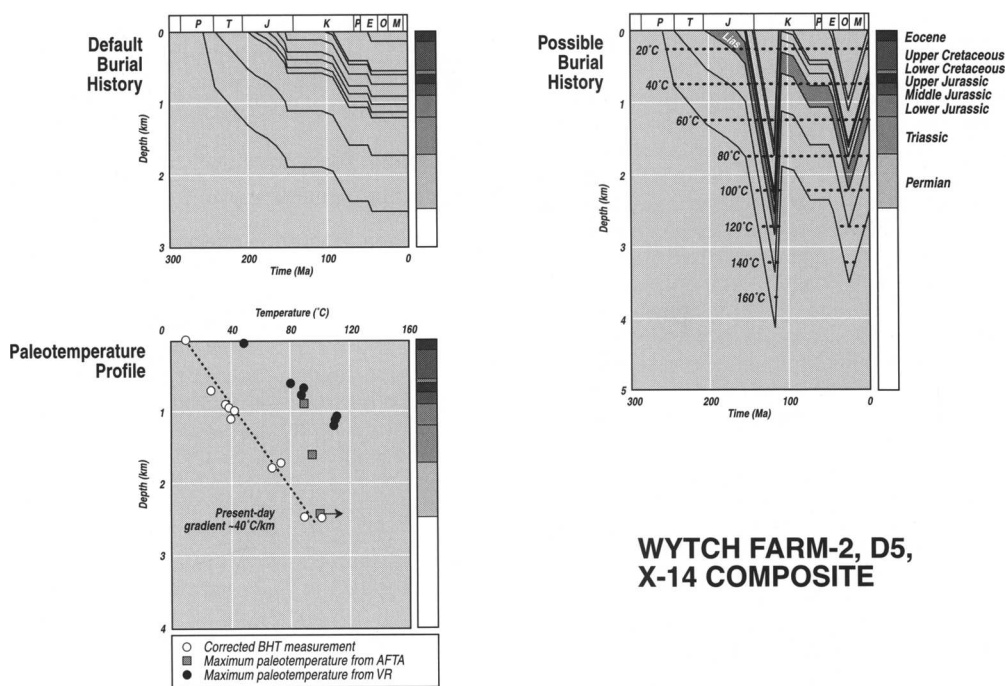 P T J K P E O M
Default
Burial
History
0
1
2
3
Depth (km)
300 200 100 0
Time (Ma)
P T J K P E O M
Possible
Burial
History
Lias
0
1
2
3
4
5
Depth (km)
20˚C
40˚C
60˚C
80˚C
100˚C
120˚C
140˚C
160˚C
300 200 100 0
Time (Ma)
Eocene
Upper Cretaceous
Lower Cretaceous
Upper Jurassic
Middle Jurassic
Lower Jurassic
Triassic
Permian
Temperature (˚C)
0 40 80 120 160
Paleotemperature
Profile
1
2
3
4
Depth (km)
Present-day
gradient ~40˚C/km
Corrected BHT measurement
Maximum paleotemperature from AFTA
Maximum paleotemperature from VR
WYTCH FARM-2, D5,
X-14 COMPOSITE